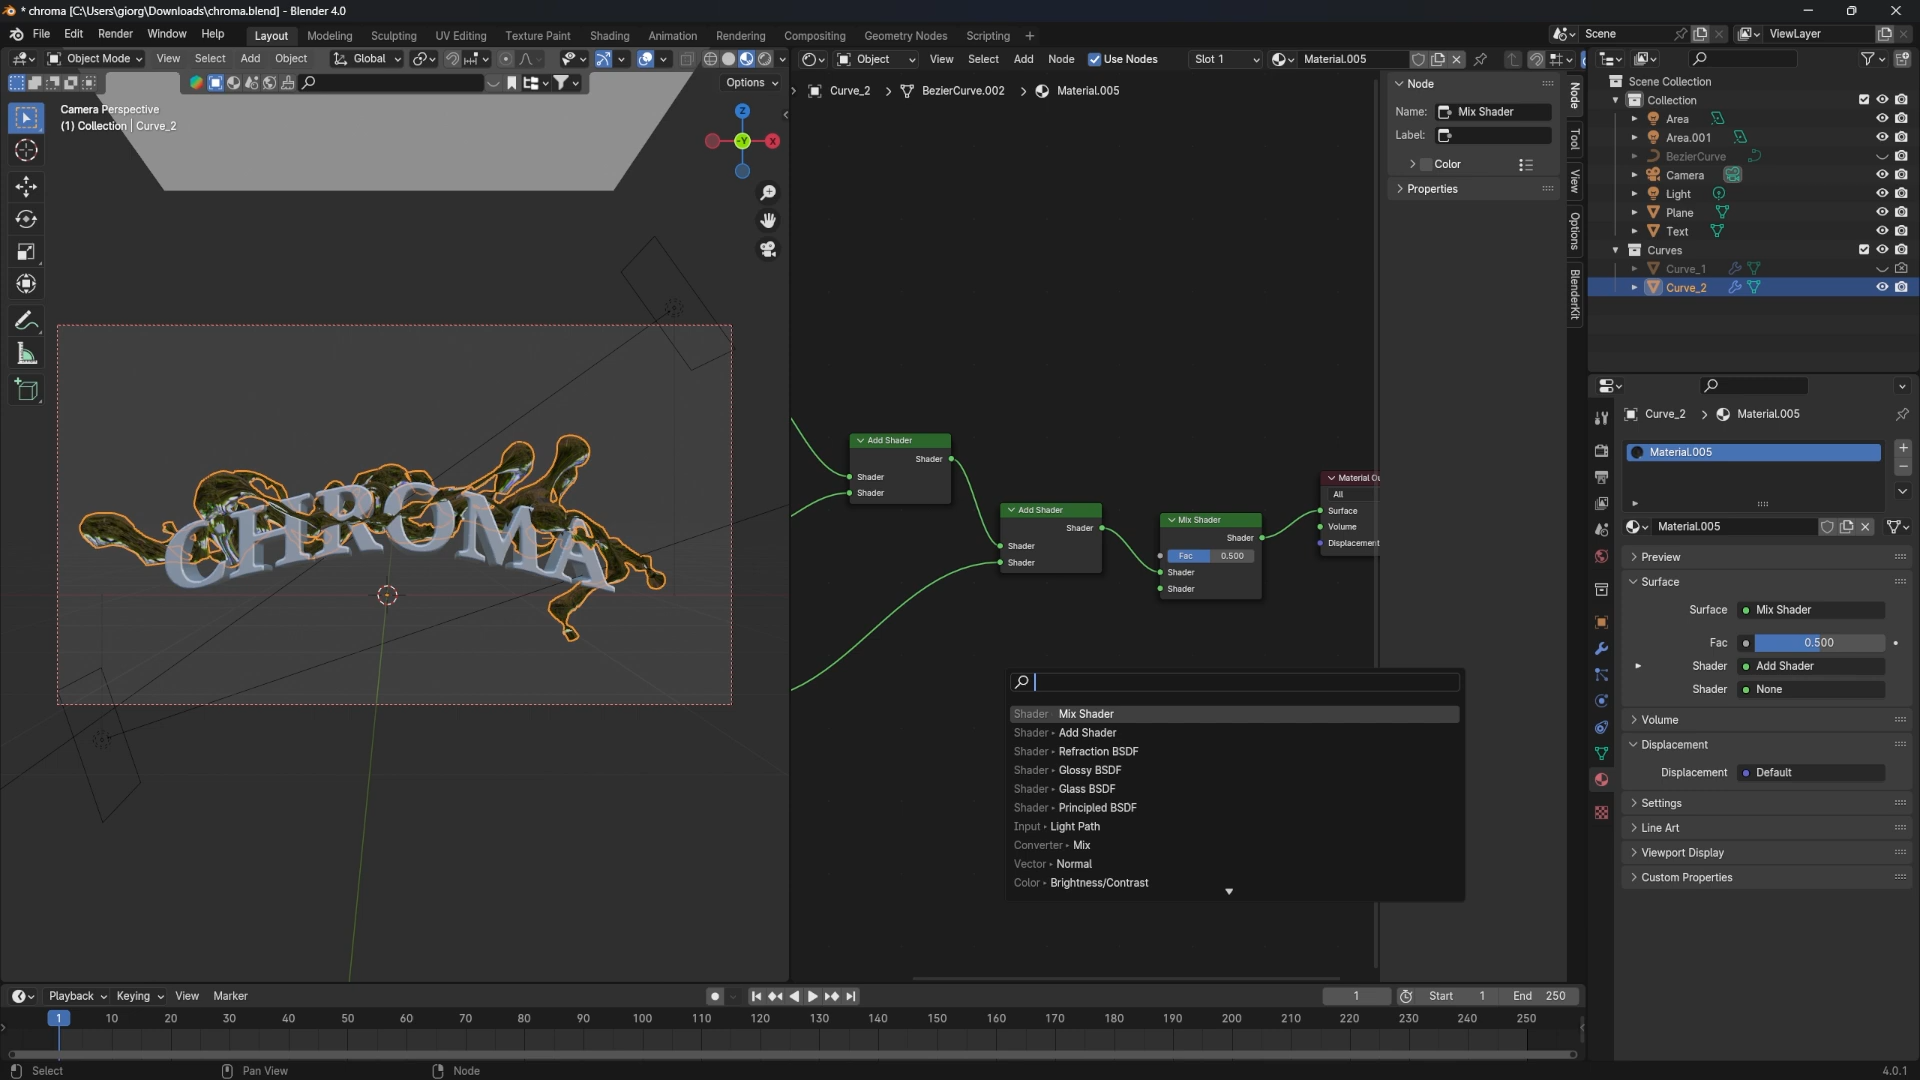 * chroma [C:\Users\giorg\Downloads\chroma.blend] - Blender 4.0
File Edit Render Window Help Layout Modeling Sculpting UV Editing Texture Paint Shading Animation Rendering Compositing Geometry Nodes Scripting + Scene ViewLayer
Object Mode View Select Add Object Global Object View Select Add Node Use Nodes Slot 1 Material.005
Options
Camera Perspective
(1) Collection | Curve_2
Z
-Y
X
CHROMA
Curve_2 > BezierCurve.002 > Material.005
Add Shader
Shader
Shader
Shader
Add Shader
Shader
Shader
Shader
Mix Shader
Shader
Fac 0.500
Shader
Shader
Material Ou
All
Surface
Volume
Displacement
Shader Mix Shader
Shader Add Shader
Shader Refraction BSDF
Shader Glossy BSDF
Shader Glass BSDF
Shader Principled BSDF
Input Light Path
Converter Mix
Vector Normal
Color Brightness/Contrast
Node
Name: Mix Shader
Label:
Color
Properties
Node
Tool
View
Options
BlenderKit
Scene Collection
Collection
Area
Area.001
BezierCurve
Camera
Light
Plane
Text
Curves
Curve_1
Curve_2
Curve_2 > Material.005
Material.005
Material.005
Preview
Surface
Surface Mix Shader
Fac 0.500
Shader Add Shader
Shader None
Volume
Displacement
Displacement Default
Settings
Line Art
Viewport Display
Custom Properties
Playback Keying View Marker 1 Start 1 End 250
1 10 20 30 40 50 60 70 80 90 100 110 120 130 140 150 160 170 180 190 200 210 220 230 240 250
Select Pan View Node 4.0.1